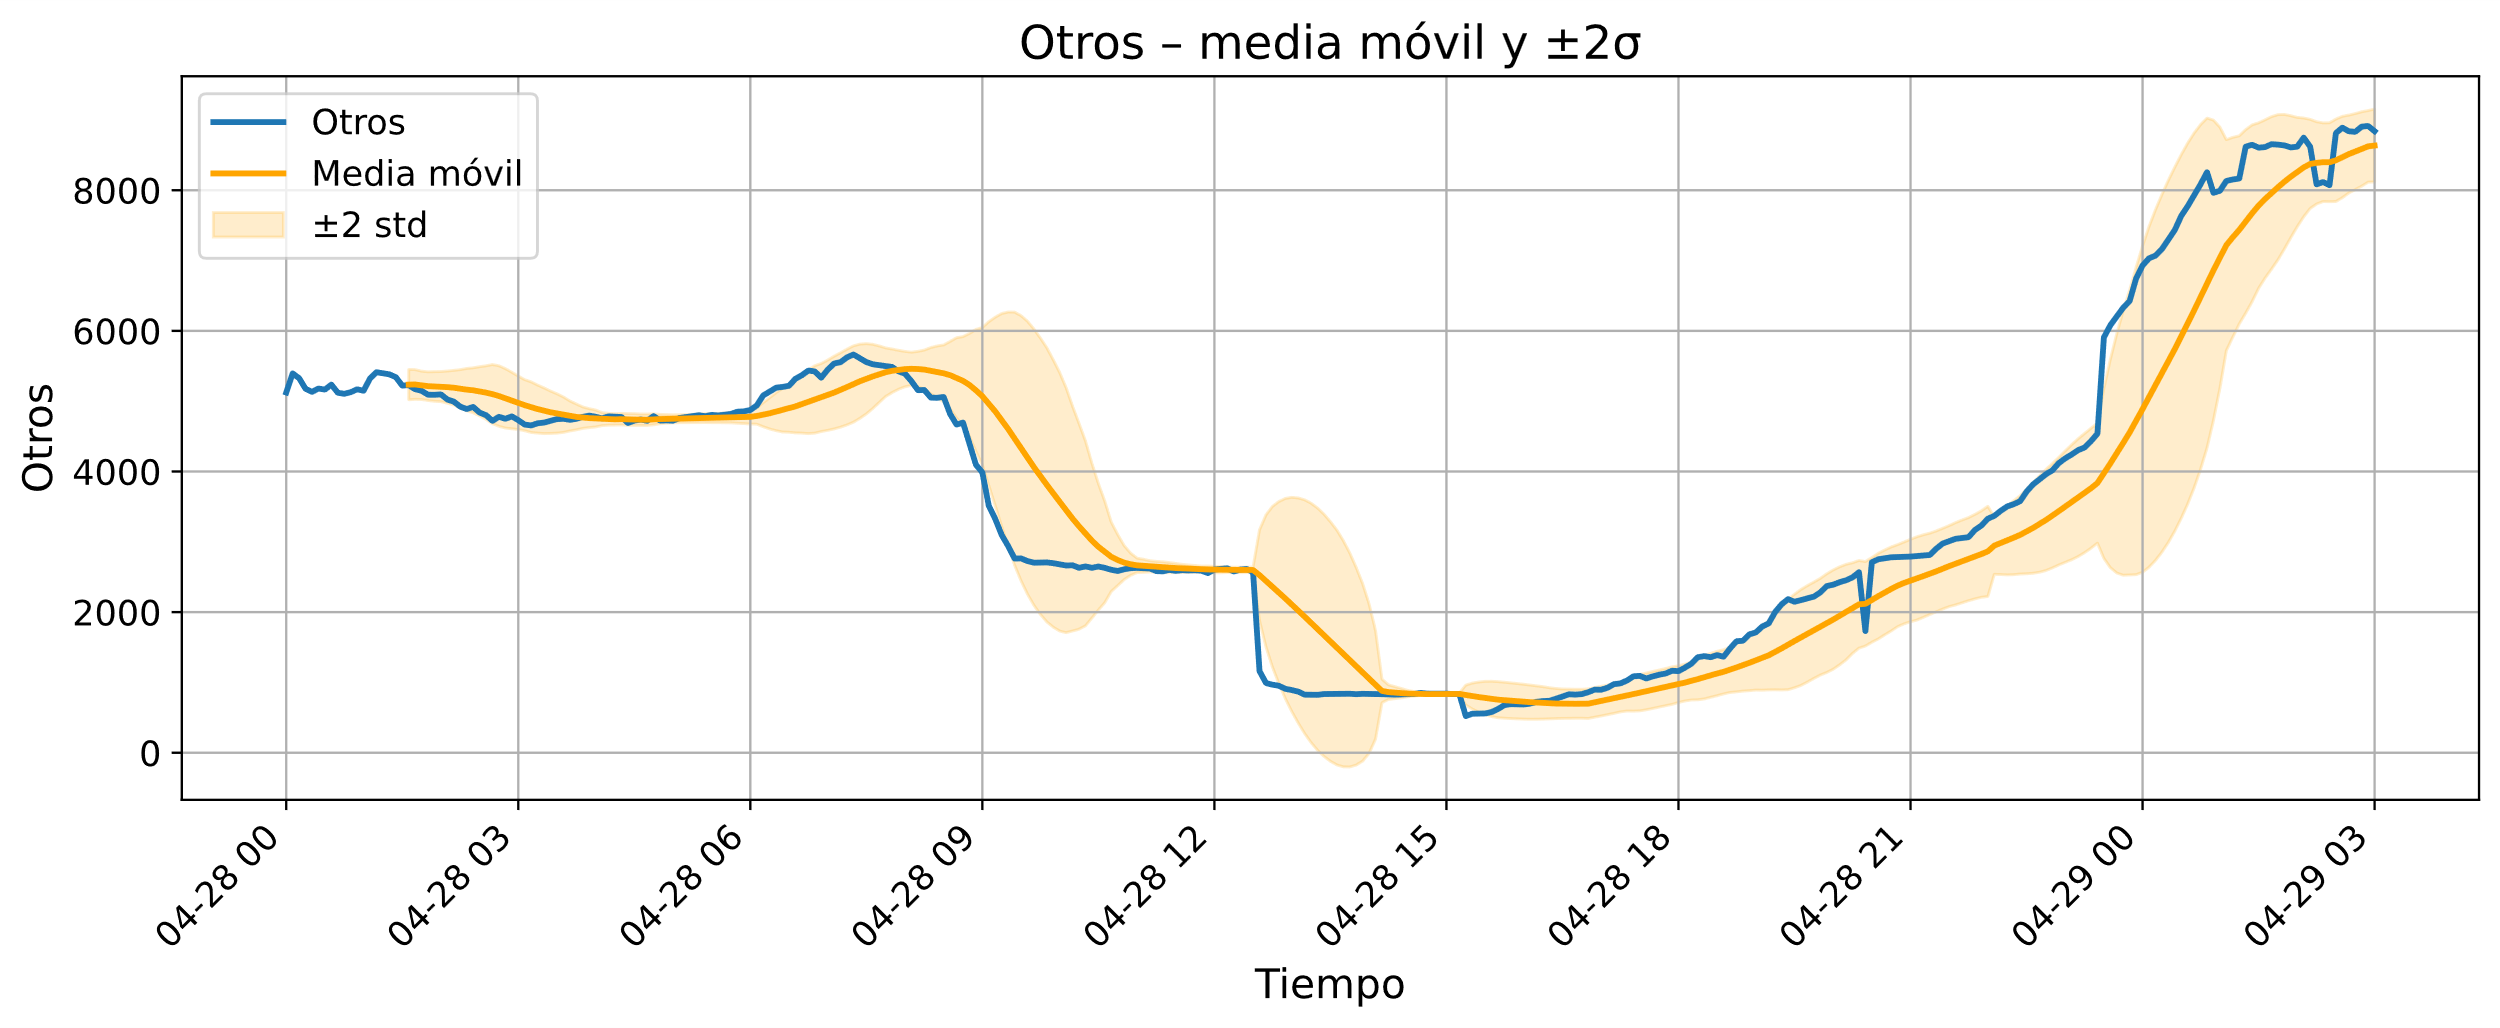 Otros – media móvil y ±2σ
Otros
Media móvil
±2 std
8000
6000
4000
2000
0
Otros
04-28 00
04-28 03
04-28 06
04-28 09
04-28 12
04-28 15
04-28 18
04-28 21
04-29 00
04-29 03
Tiempo